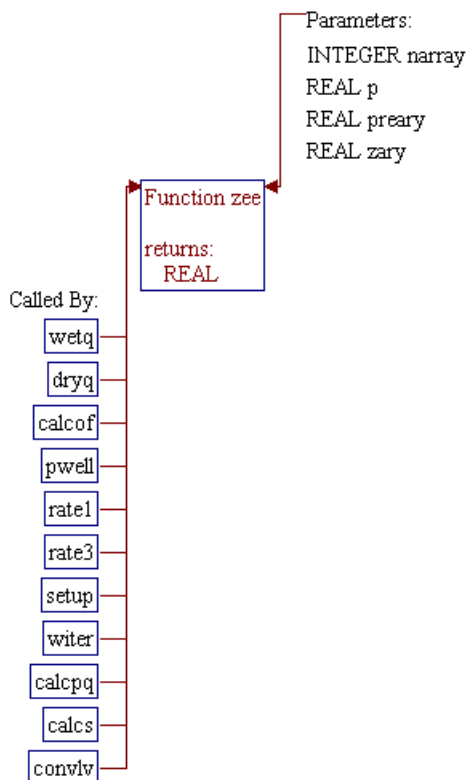 Parameters:
INTEGER narray
REAL p
REAL preary
REAL zary
Function zee
returns:
REAL
Called By:
wetq
dryq
calcof
pwell
rate1
rate3
setup
witer
calcpq
calcs
convlv